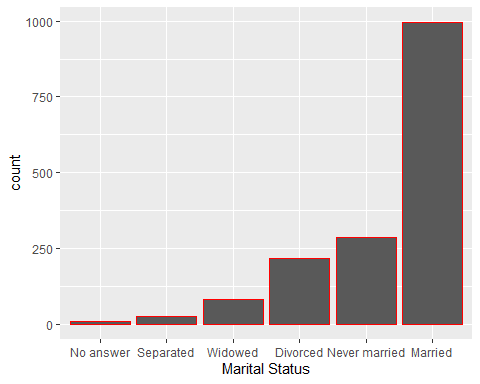 1000
750
500
250
0
count
No answer Separated Widowed Divorced Never married Married
Marital Status